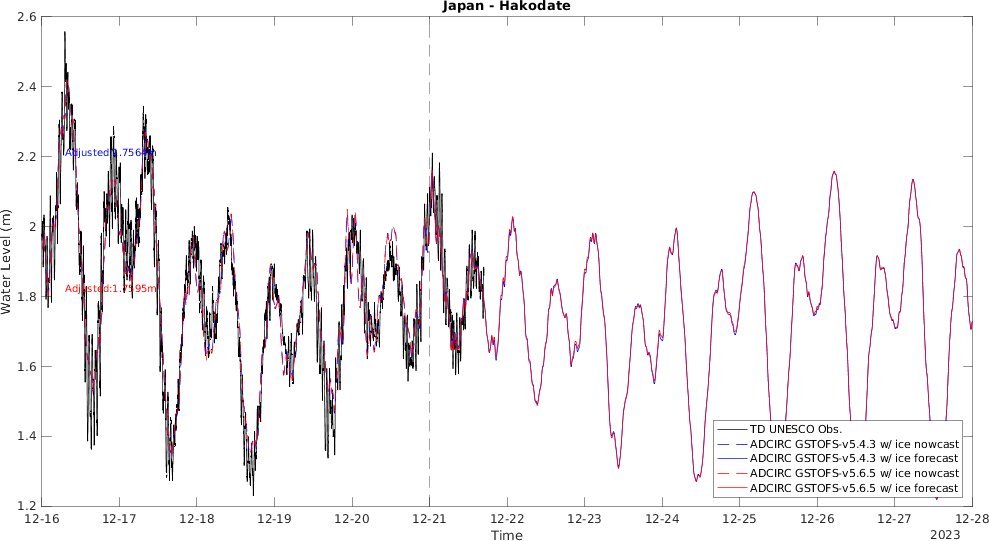 Japan - Hakodate
2.6
2.4
2.2
2
1.8
1.6
1.4
1.2
Water Level (m)
Adjusted:1.7595m
12-16
12-17
12-18
12-19
12-20
12-21
12-22
12-23
12-24
12-25
12-26
12-27
12-28
Time
2023
TD UNESCO Obs.
ADCIRC GSTOFS-v5.4.3 w/ ice nowcast
ADCIRC GSTOFS-v5.4.3 w/ ice forecast
ADCIRC GSTOFS-v5.6.5 w/ ice nowcast
ADCIRC GSTOFS-v5.6.5 w/ ice forecast